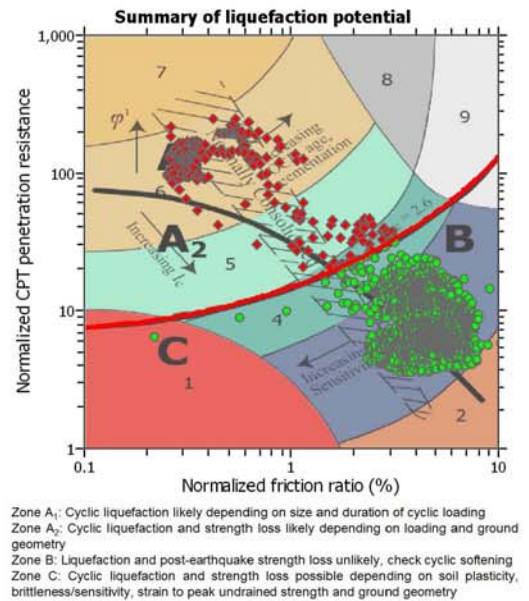 Summary of liquefaction potential
1,000
100
10
1
0.1
1
10
Normalized CPT penetration resistance
Normalized friction ratio (%)
7
8
9
φ'
6
A2
Increasing Ic
5
= 2.6
B
4
C
1
Increasing
Sensitivity
2
Zone A1: Cyclic liquefaction likely depending on size and duration of cyclic loading
Zone A2: Cyclic liquefaction and strength loss likely depending on loading and ground
geometry
Zone B: Liquefaction and post-earthquake strength loss unlikely, check cyclic softening
Zone C: Cyclic liquefaction and strength loss possible depending on soil plasticity,
brittleness/sensitivity, strain to peak undrained strength and ground geometry